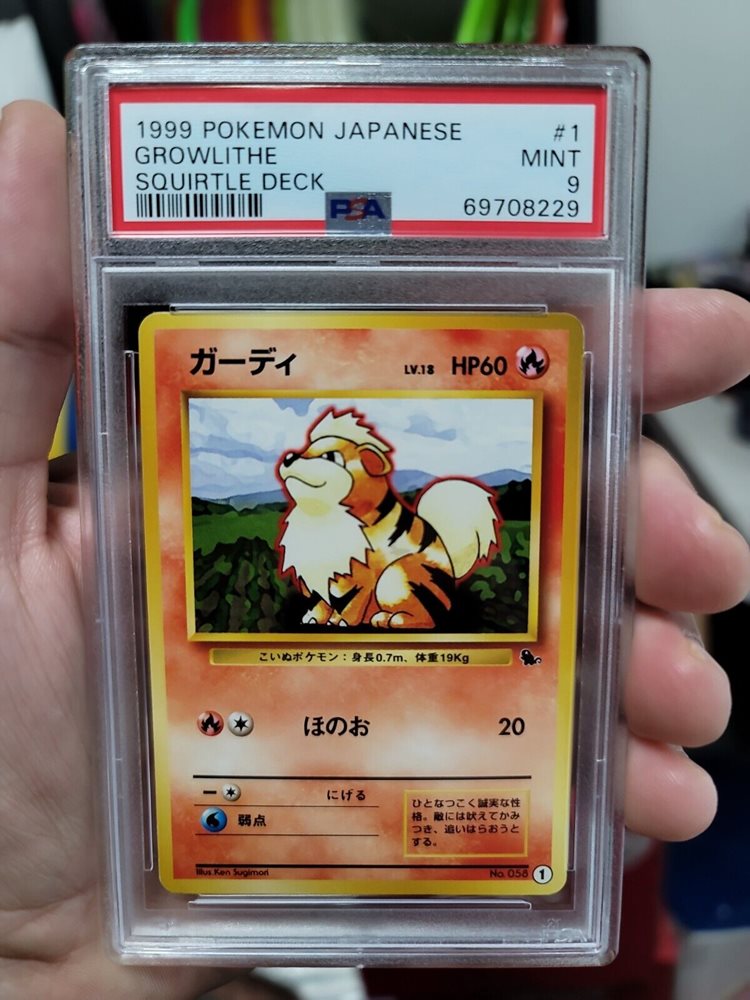 1999 POKEMON JAPANESE #1
GROWLITHE MINT
SQUIRTLE DECK 9
PSA 69708229
ガーディ LV.18 HP60
こいぬポケモン:身長0.7m、体重19Kg
ほのお 20
にげる
弱点
ひとなつこく誠実な性
格。敵には吠えてかみ
つき、追いはらおうと
する。
Illus. Ken Sugimori No. 058 1